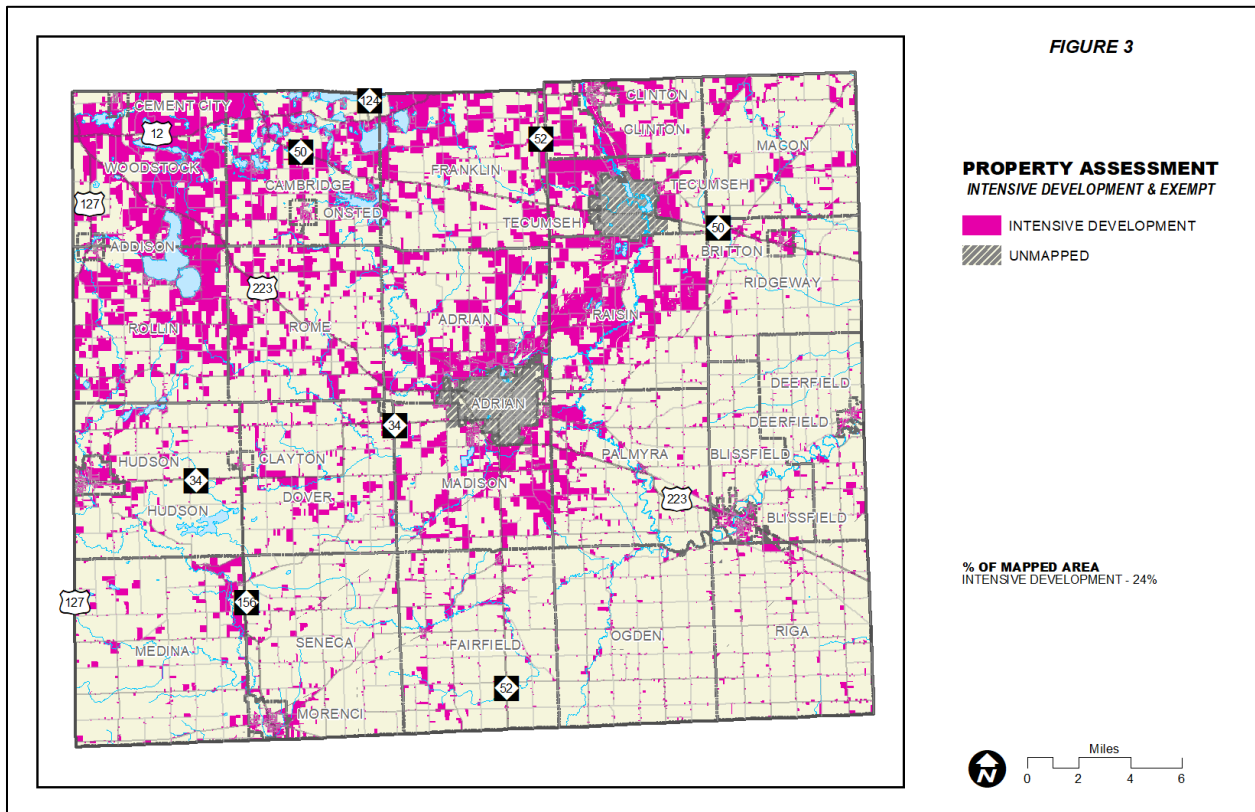 FIGURE 3
PROPERTY ASSESSMENT
INTENSIVE DEVELOPMENT & EXEMPT
INTENSIVE DEVELOPMENT
UNMAPPED
% OF MAPPED AREA
INTENSIVE DEVELOPMENT - 24%
N
Miles
0 2 4 6
CEMENT CITY
124
CLINTON
12
52
CLINTON
50
MAGON
WOODSTOCK
FRANKLIN
CAMBRIDGE
TECUMSEH
127
ONSTED
TECUMSEH
50
ADDISON
BRITTON
223
RIDGEWAY
ROLLIN
ROME
ADRIAN
RAISIN
DEERFIELD
ADRIAN
DEERFIELD
34
HUDSON
CLAYTON
PALMYRA
BLISSFIELD
34
MADISON
DOVER
223
HUDSON
BLISSFIELD
127
156
MEDINA
SENECA
FAIRFIELD
OGDEN
RIGA
52
MORENCI